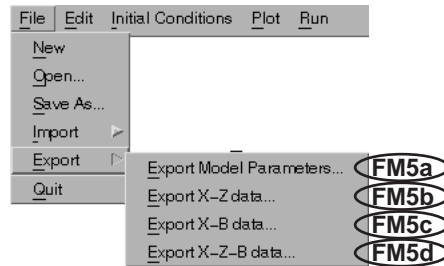 File Edit Initial Conditions Plot Run
New
Open...
Save As...
Import
Export
Quit
Export Model Parameters... FM5a
Export X–Z data... FM5b
Export X–B data... FM5c
Export X–Z–B data... FM5d